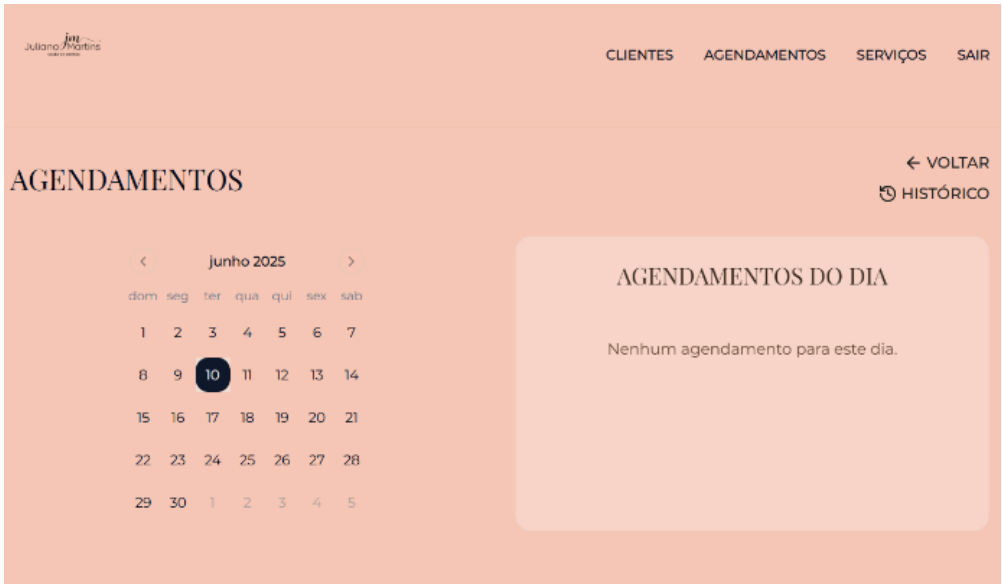 jm
Juliano Martins
CLIENTES AGENDAMENTOS SERVIÇOS SAIR
AGENDAMENTOS
← VOLTAR
HISTÓRICO
< junho 2025 >
dom seg ter qua qui sex sab
1 2 3 4 5 6 7
8 9 10 11 12 13 14
15 16 17 18 19 20 21
22 23 24 25 26 27 28
29 30 1 2 3 4 5
AGENDAMENTOS DO DIA
Nenhum agendamento para este dia.